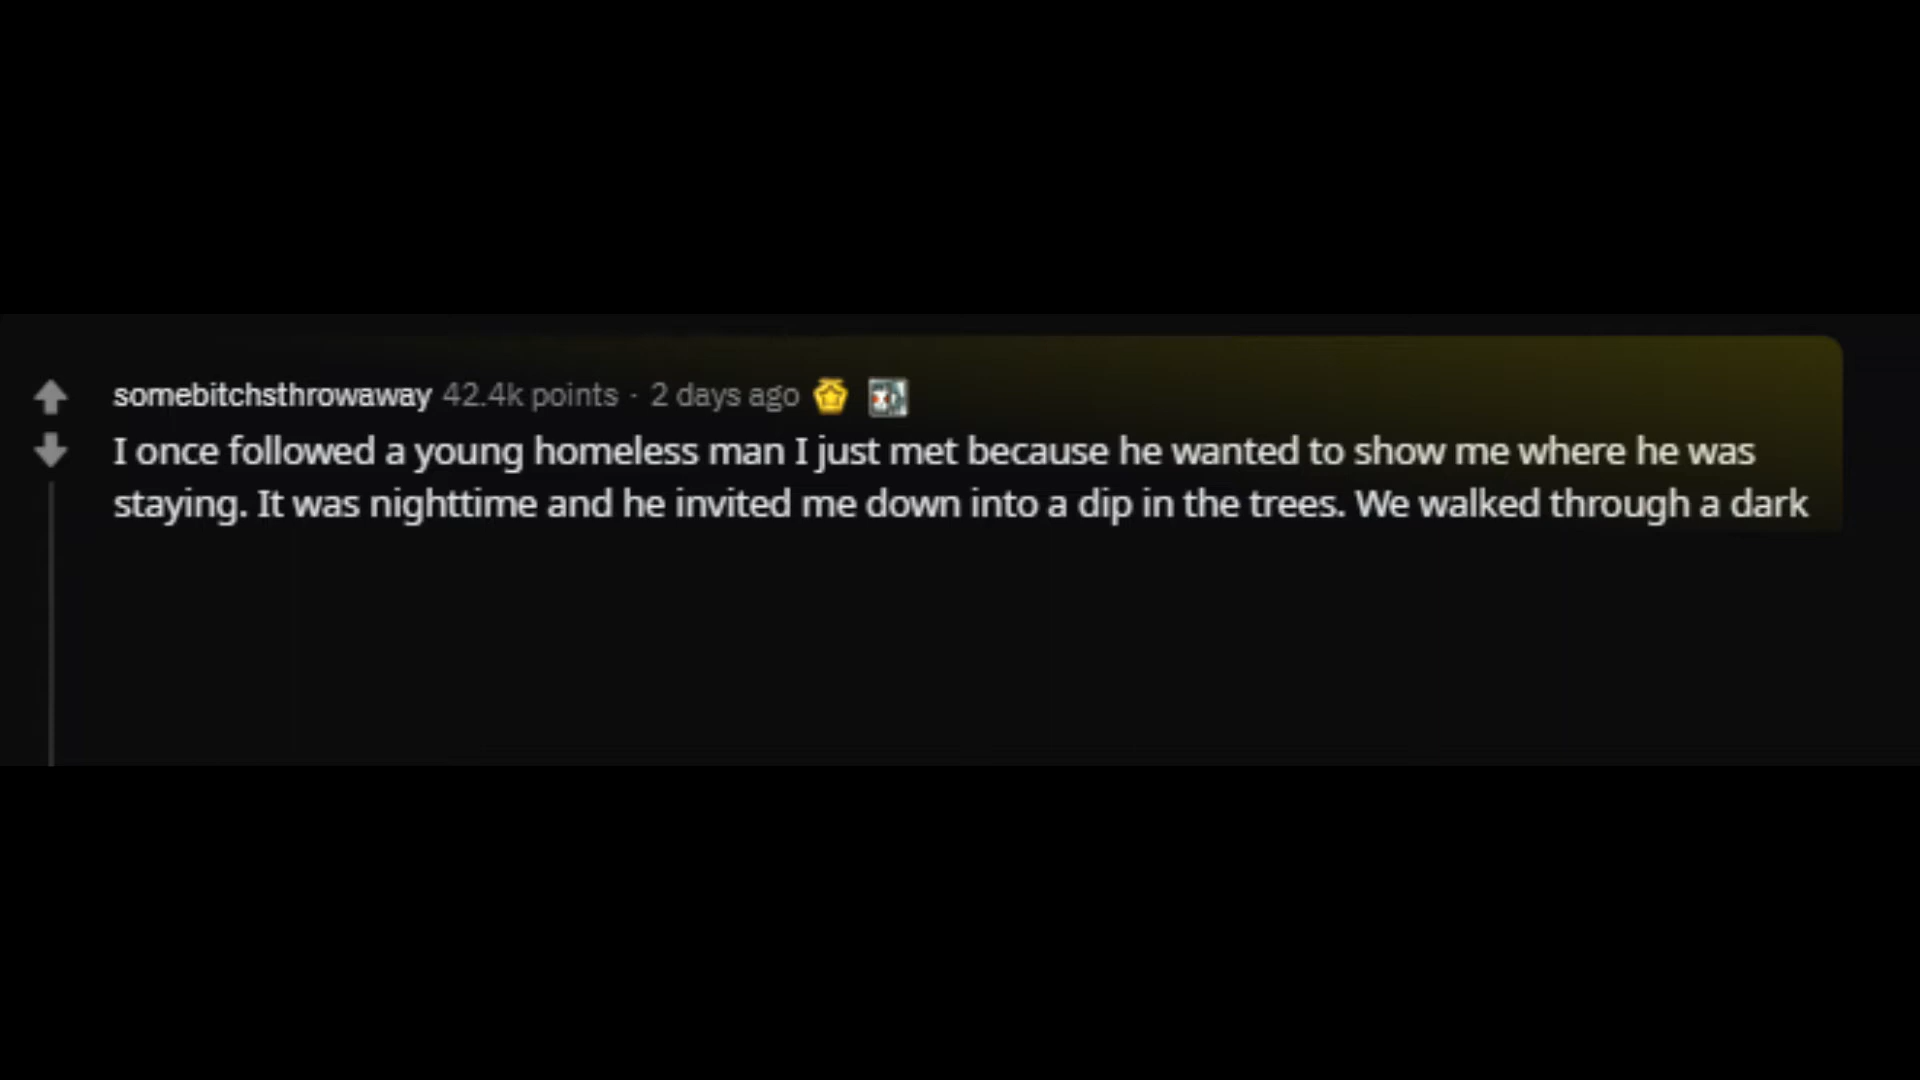 somebitchsthrowaway 42.4k points · 2 days ago
I once followed a young homeless man I just met because he wanted to show me where he was
staying. It was nighttime and he invited me down into a dip in the trees. We walked through a dark